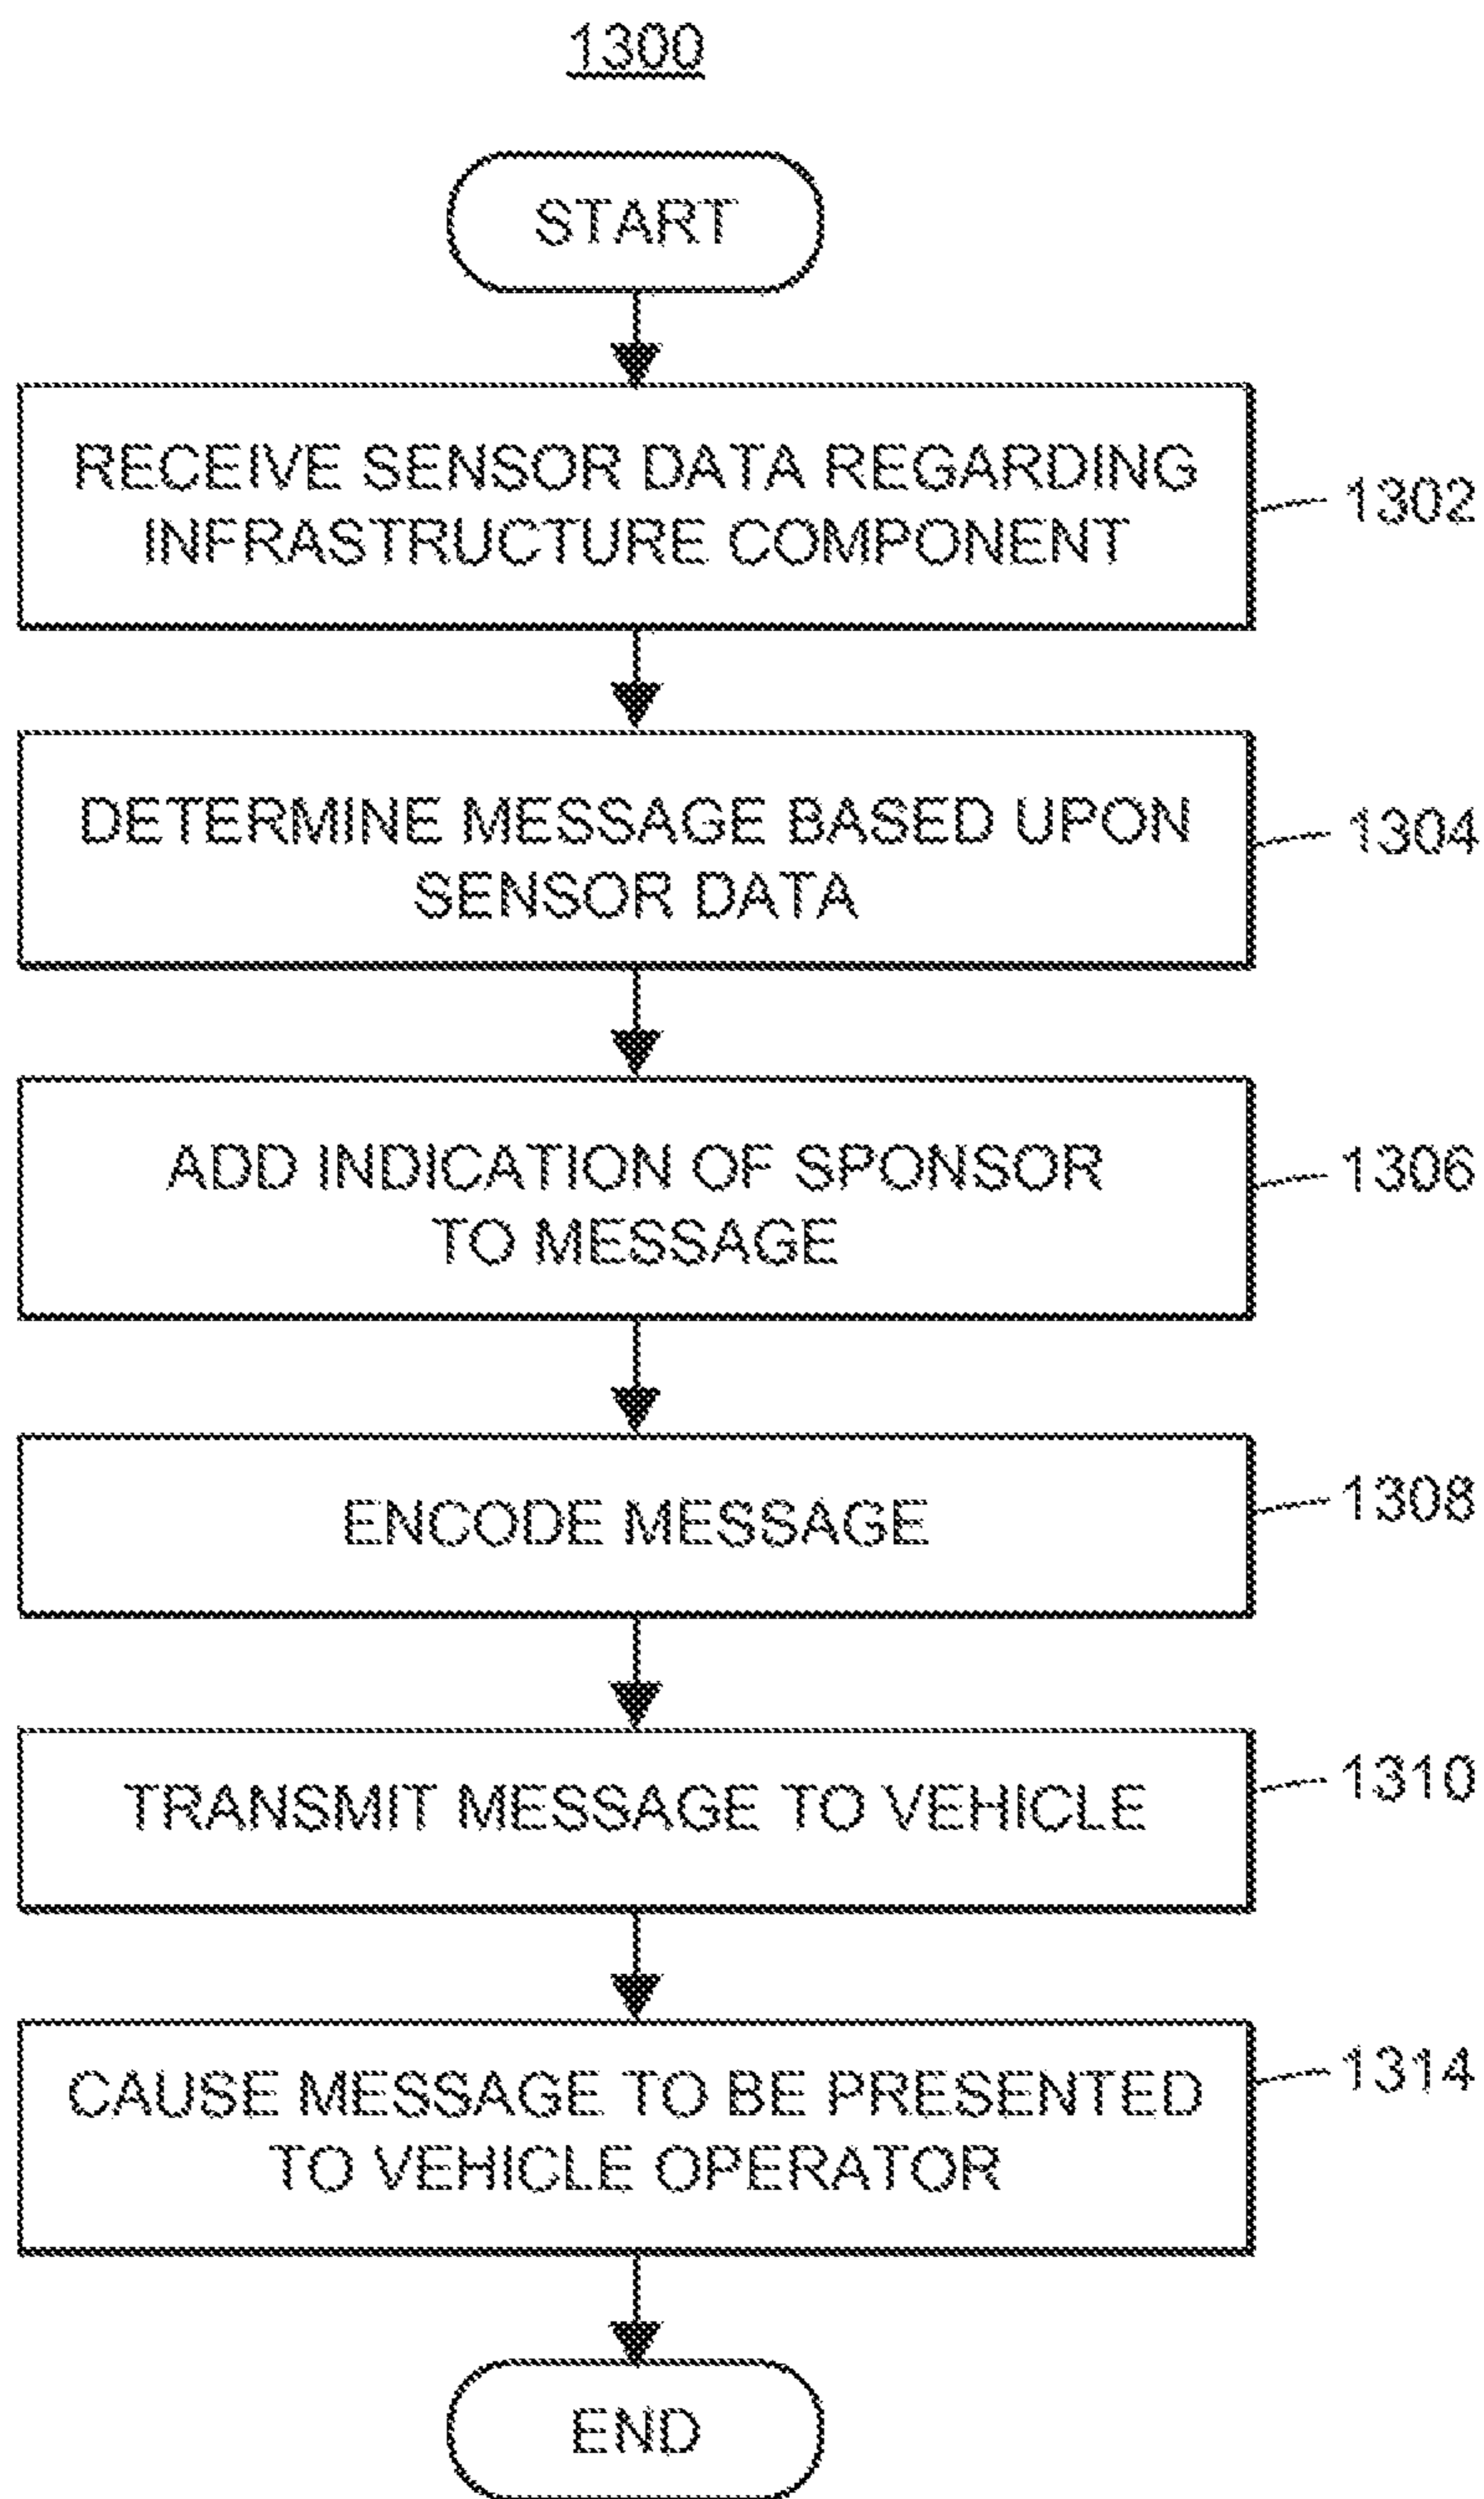 1300
START
RECEIVE SENSOR DATA REGARDING
INFRASTRUCTURE COMPONENT
1302
DETERMINE MESSAGE BASED UPON
SENSOR DATA
1304
ADD INDICATION OF SPONSOR
TO MESSAGE
1306
ENCODE MESSAGE
1308
TRANSMIT MESSAGE TO VEHICLE
1310
CAUSE MESSAGE TO BE PRESENTED
TO VEHICLE OPERATOR
1314
END